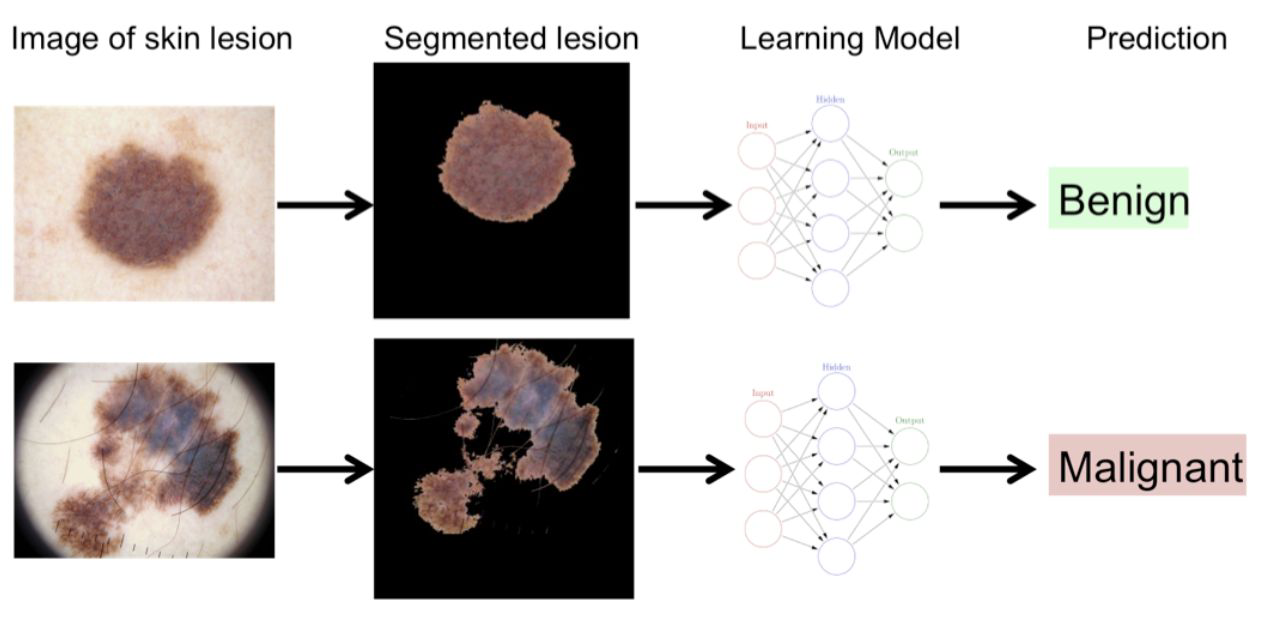 Image of skin lesion
Segmented lesion
Learning Model
Prediction
Hidden
Input
Output
Benign
Hidden
Input
Output
Malignant